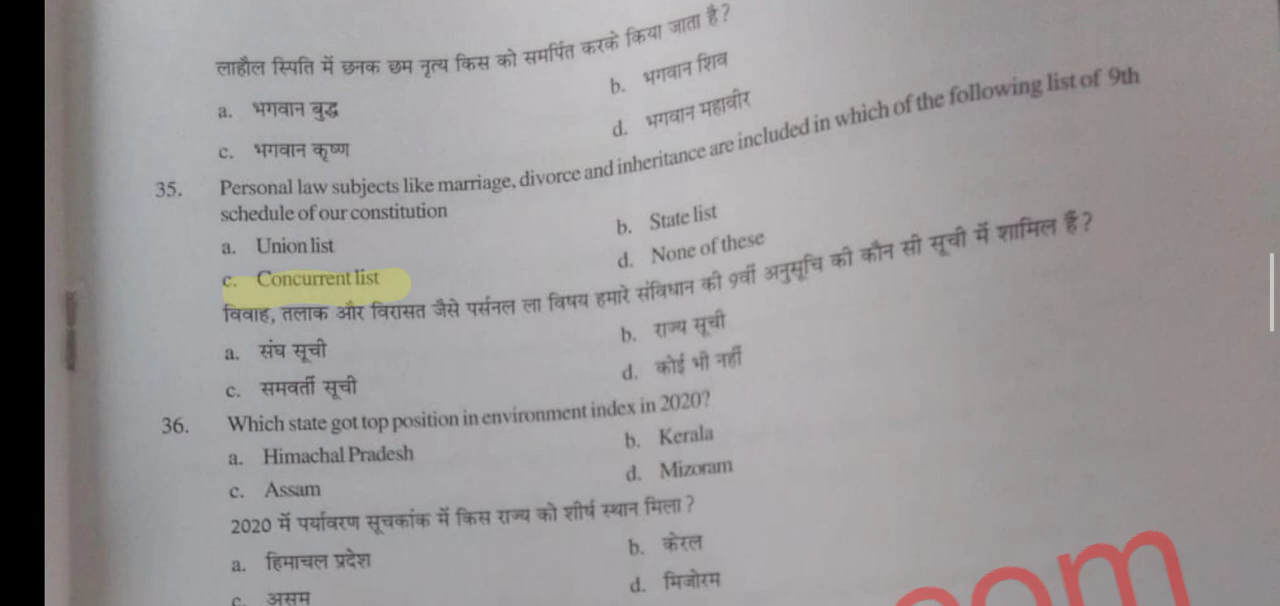 लाहौल स्पिति में छनक छम नृत्य किस को समर्पित करके किया जाता है?
a. भगवान बुद्ध b. भगवान शिव
c. भगवान कृष्ण d. भगवान महावीर
35. Personal law subjects like marriage, divorce and inheritance are included in which of the following list of 9th
schedule of our constitution
a. Union list b. State list
c. Concurrent list d. None of these
विवाह, तलाक और विरासत जैसे पर्सनल ला विषय हमारे संविधान की 9वीं अनुसूचि की कौन सी सूची में शामिल हैं?
a. संघ सूची b. राज्य सूची
c. समवर्ती सूची d. कोई भी नहीं
36. Which state got top position in environment index in 2020?
a. Himachal Pradesh b. Kerala
c. Assam d. Mizoram
2020 में पर्यावरण सूचकांक में किस राज्य को शीर्ष स्थान मिला?
a. हिमाचल प्रदेश b. केरल
c. असम d. मिजोरम
com